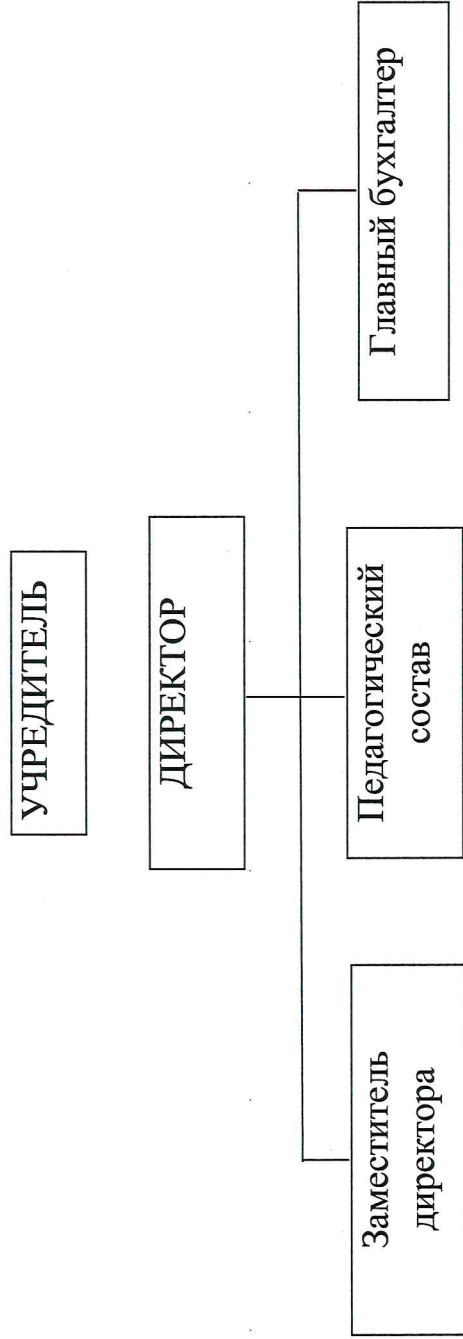 УЧРЕДИТЕЛЬ
ДИРЕКТОР
Заместитель
директора
Педагогический
состав
Главный бухгалтер